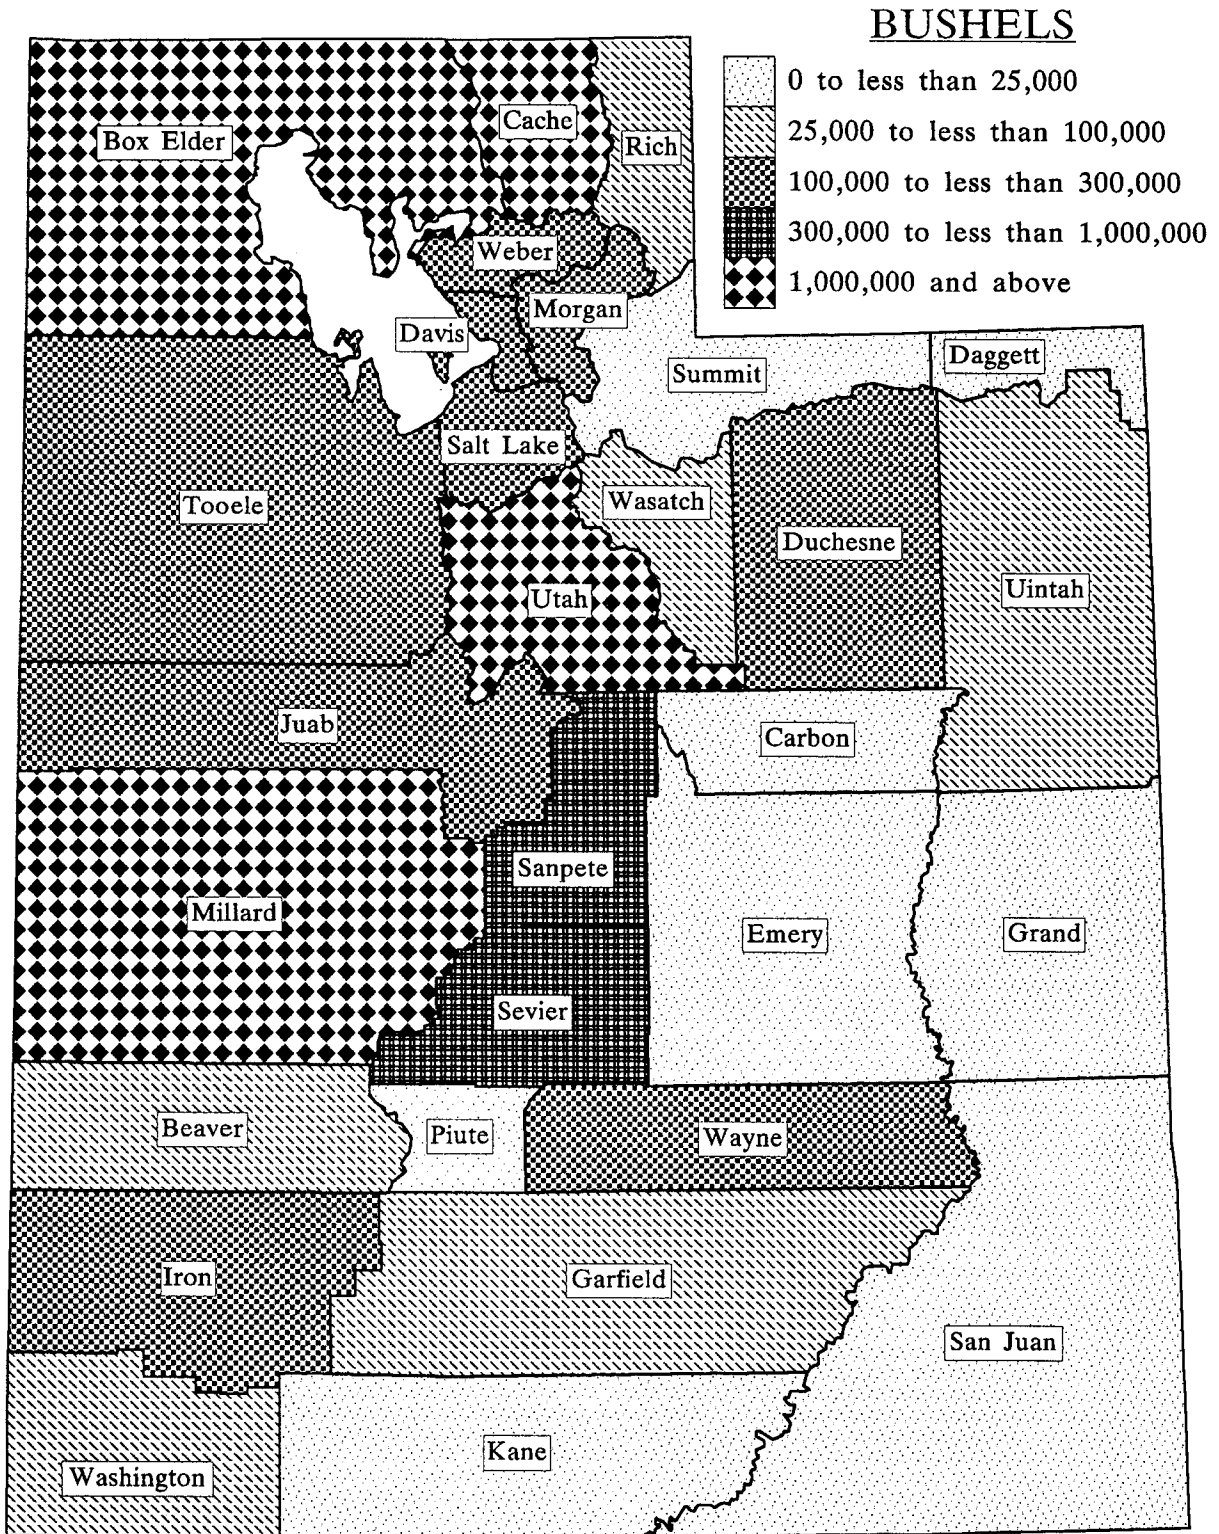 BUSHELS
0 to less than 25,000
25,000 to less than 100,000
100,000 to less than 300,000
300,000 to less than 1,000,000
1,000,000 and above
Box Elder
Cache
Rich
Weber
Morgan
Davis
Summit
Daggett
Salt Lake
Tooele
Wasatch
Duchesne
Uintah
Utah
Juab
Carbon
Sanpete
Millard
Emery
Grand
Sevier
Beaver
Piute
Wayne
Iron
Garfield
San Juan
Kane
Washington